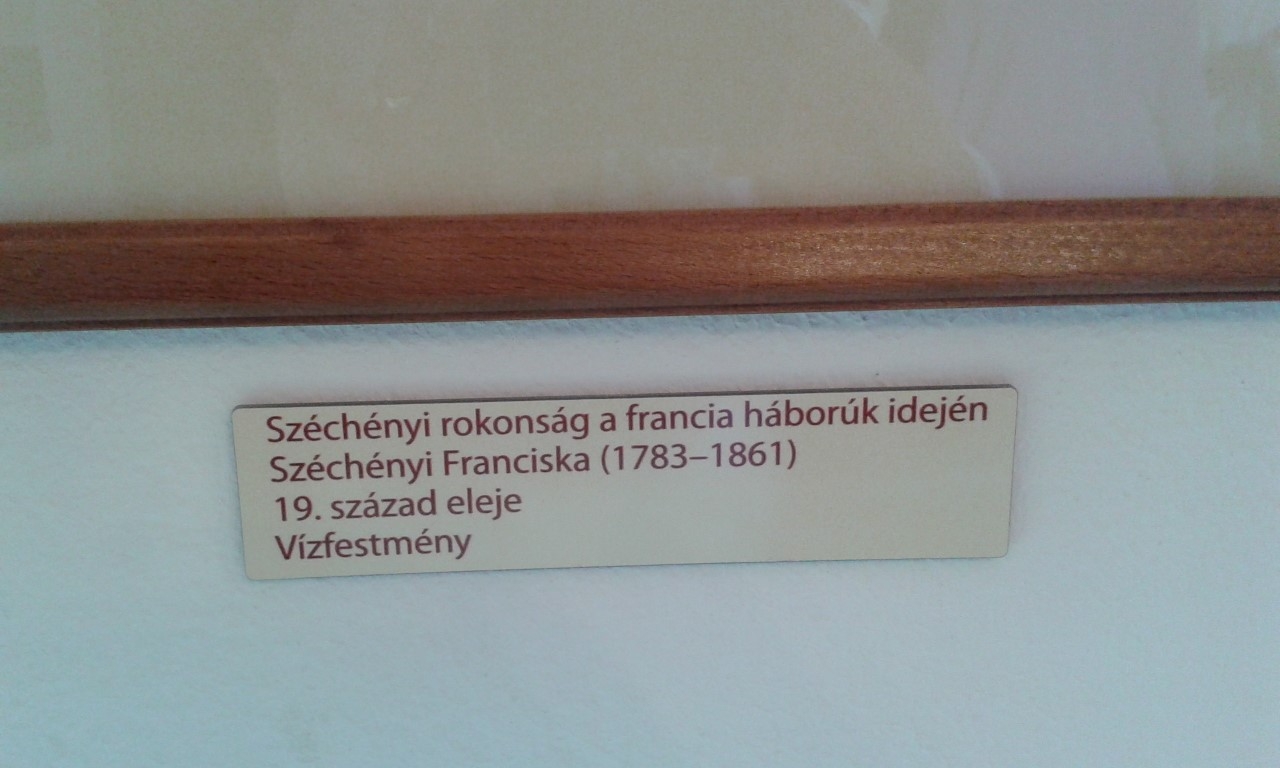 Széchényi rokonság a francia háborúk idején
Széchényi Franciska (1783–1861)
19. század eleje
Vízfestmény